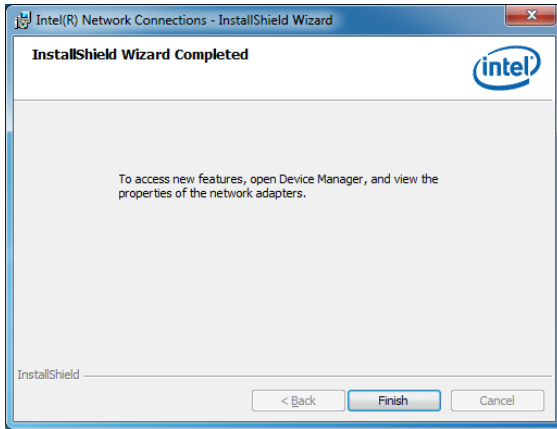 Intel(R) Network Connections - InstallShield Wizard
InstallShield Wizard Completed
intel
To access new features, open Device Manager, and view the
properties of the network adapters.
InstallShield
< Back
Finish
Cancel